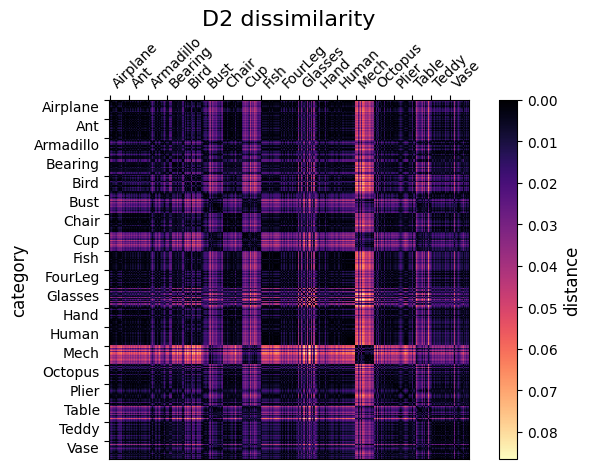 D2 dissimilarity
Airplane
Ant
Armadillo
Bearing
Bird
Bust
Chair
Cup
Fish
FourLeg
Glasses
Hand
Human
Mech
Octopus
Plier
Table
Teddy
Vase
category
Airplane
Ant
Armadillo
Bearing
Bird
Bust
Chair
Cup
Fish
FourLeg
Glasses
Hand
Human
Mech
Octopus
Plier
Table
Teddy
Vase
0.00
0.01
0.02
0.03
0.04
0.05
0.06
0.07
0.08
distance